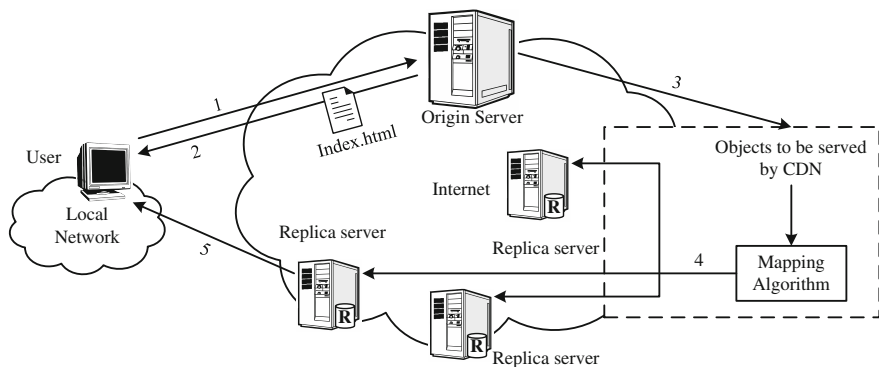 1
3
Index.html
2
Origin Server
Objects to be served
by CDN
User
Internet
R
Local
Network
Replica server
Replica server
5
4
Mapping
Algorithm
R
R
Replica server